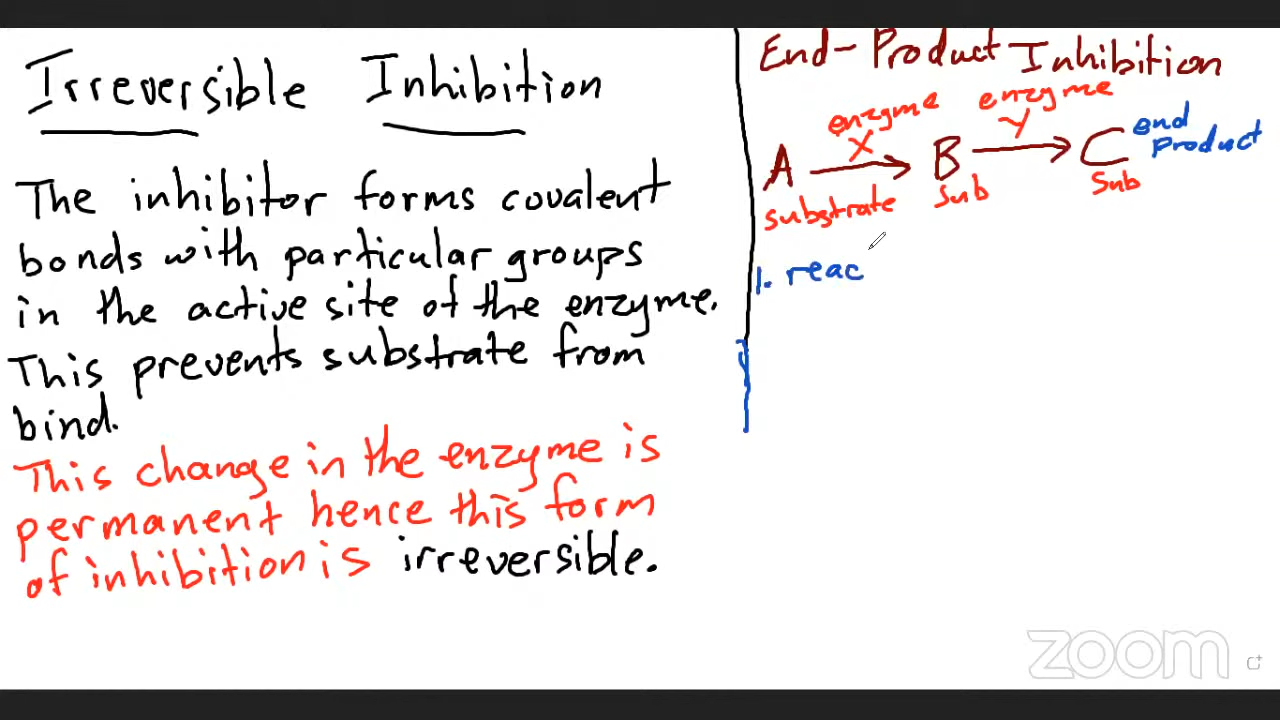 Irreversible Inhibition
The inhibitor forms covalent
bonds with particular groups
in the active site of the enzyme.
This prevents substrate from
bind.
This change in the enzyme is
permanent hence this form
of inhibition is irreversible.
End-Product Inhibition
enzyme enzyme
X Y
A B C end
product
substrate sub sub
1. reac
zoom